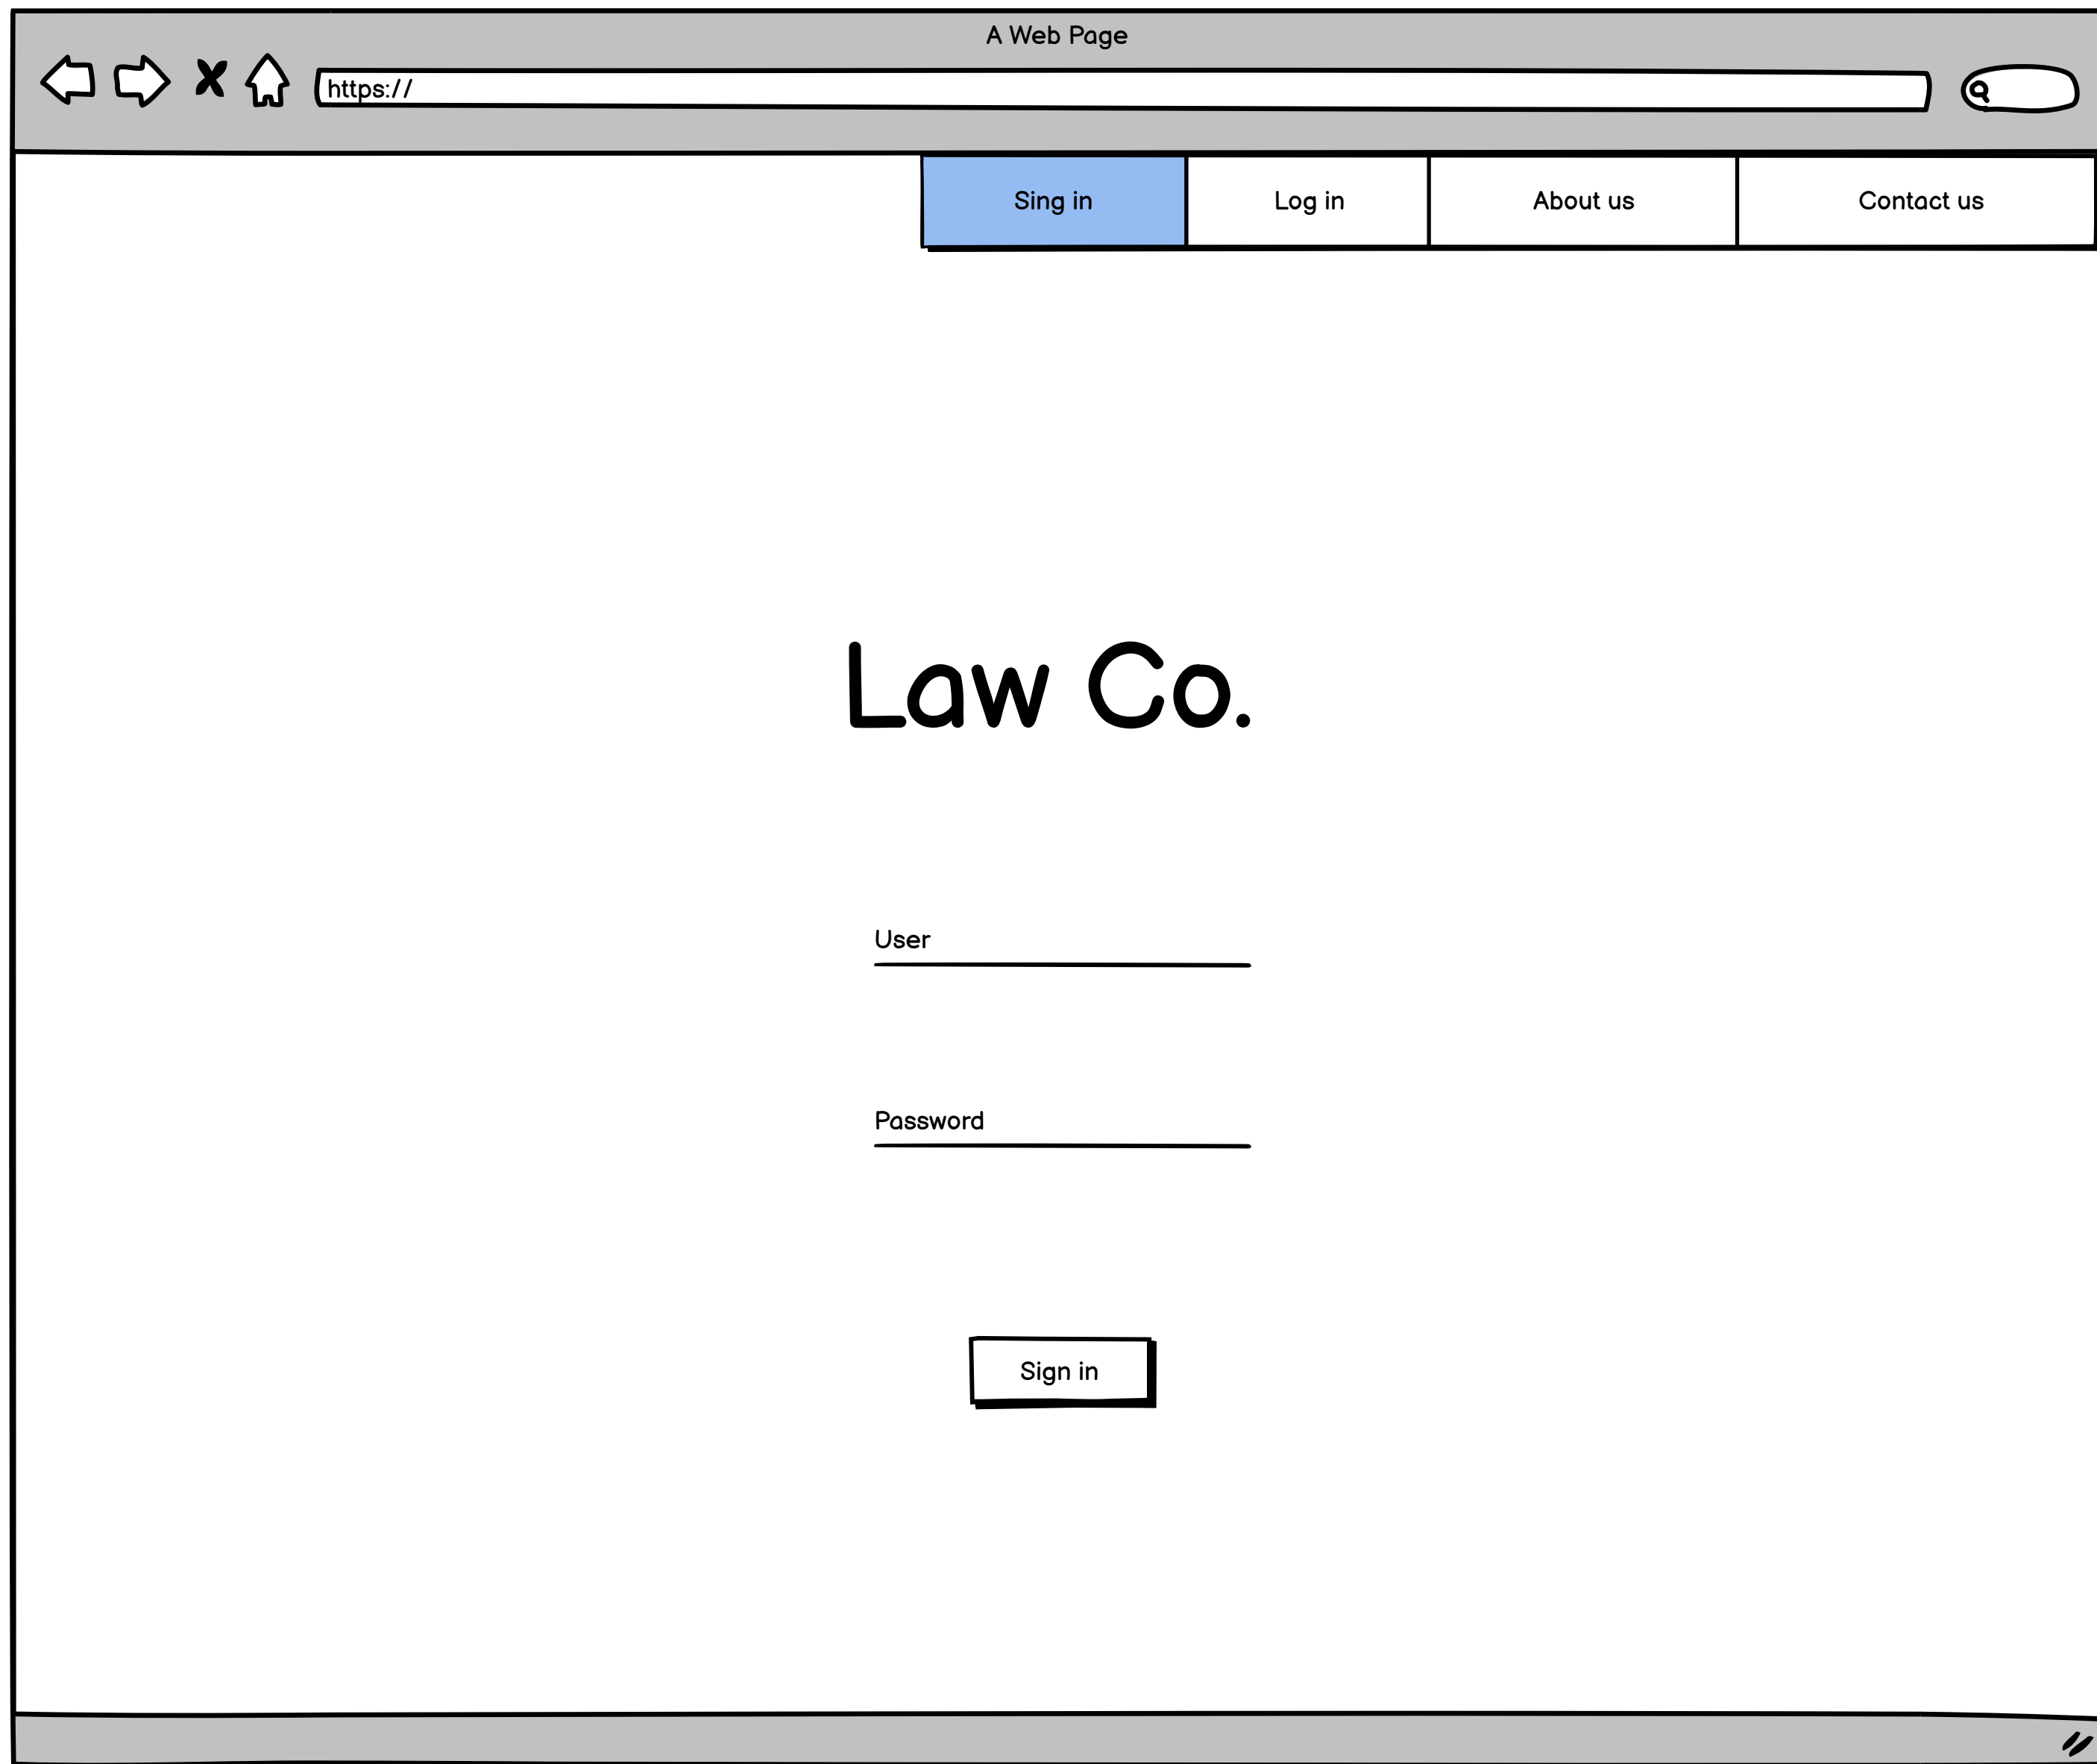 A Web Page
https://
Sing in Log in About us Contact us
Law Co.
User
Password
Sign in